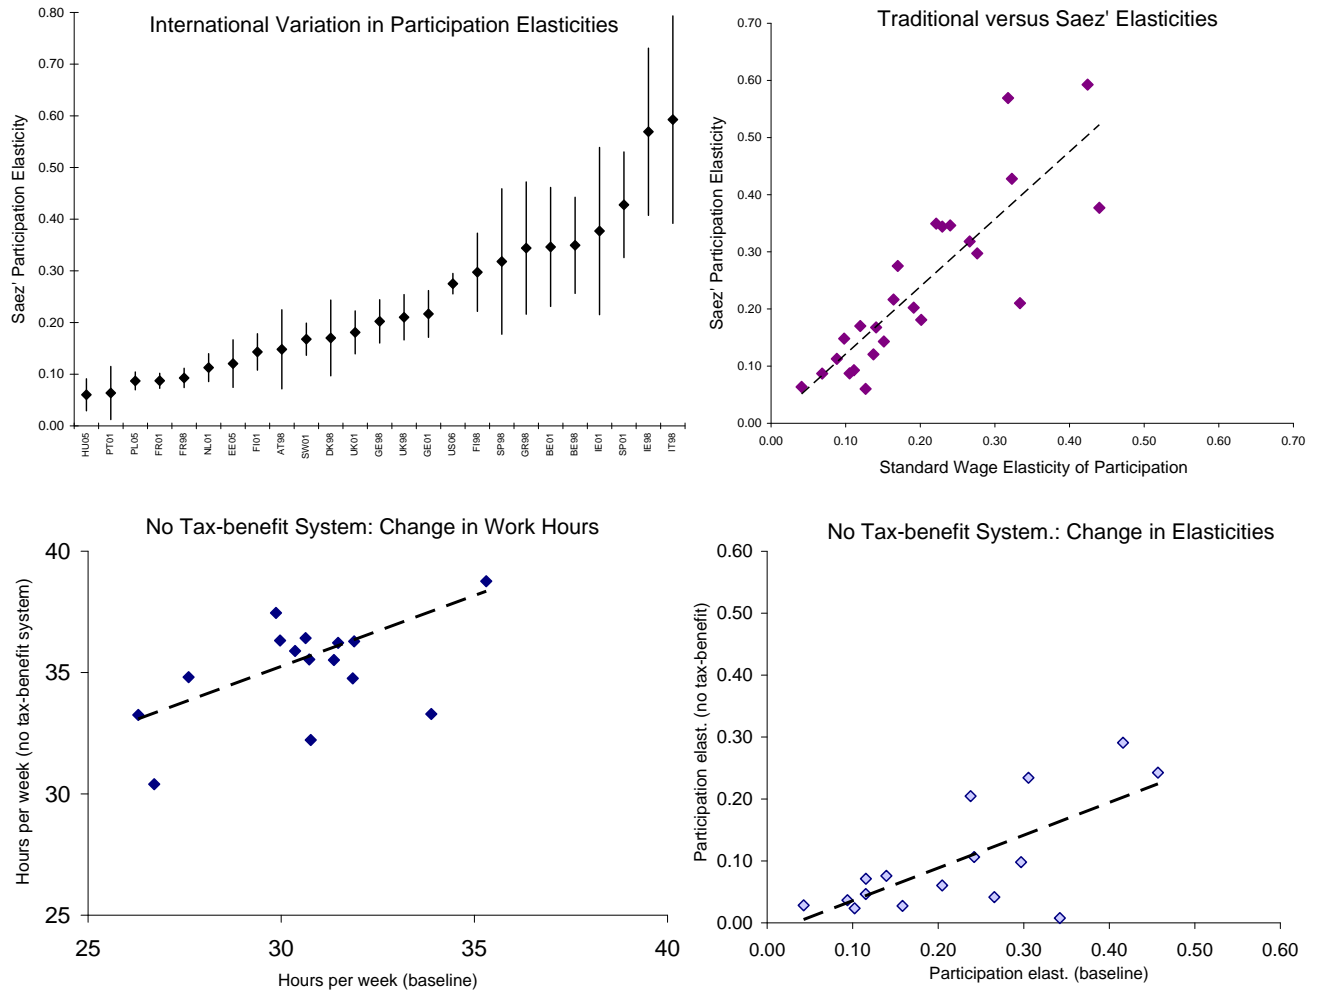 International Variation in Participation Elasticities
Saez' Participation Elasticity
0.80
0.70
0.60
0.50
0.40
0.30
0.20
0.10
0.00
HU05 PT01 PL05 FR01 FR98 NL01 EE05 FI01 AT98 SW01 DK98 UK01 GE98 UK98 GE01 US06 FI98 SP98 GR98 BE01 BE98 IE01 SP01 IE98 IT98
Traditional versus Saez' Elasticities
Saez' Participation Elasticity
0.70
0.60
0.50
0.40
0.30
0.20
0.10
0.00
0.00 0.10 0.20 0.30 0.40 0.50 0.60 0.70
Standard Wage Elasticity of Participation
No Tax-benefit System: Change in Work Hours
Hours per week (no tax-benefit system)
40
35
30
25
25 30 35 40
Hours per week (baseline)
No Tax-benefit System.: Change in Elasticities
Participation elast. (no tax-benefit)
0.60
0.50
0.40
0.30
0.20
0.10
0.00
0.00 0.10 0.20 0.30 0.40 0.50 0.60
Participation elast. (baseline)